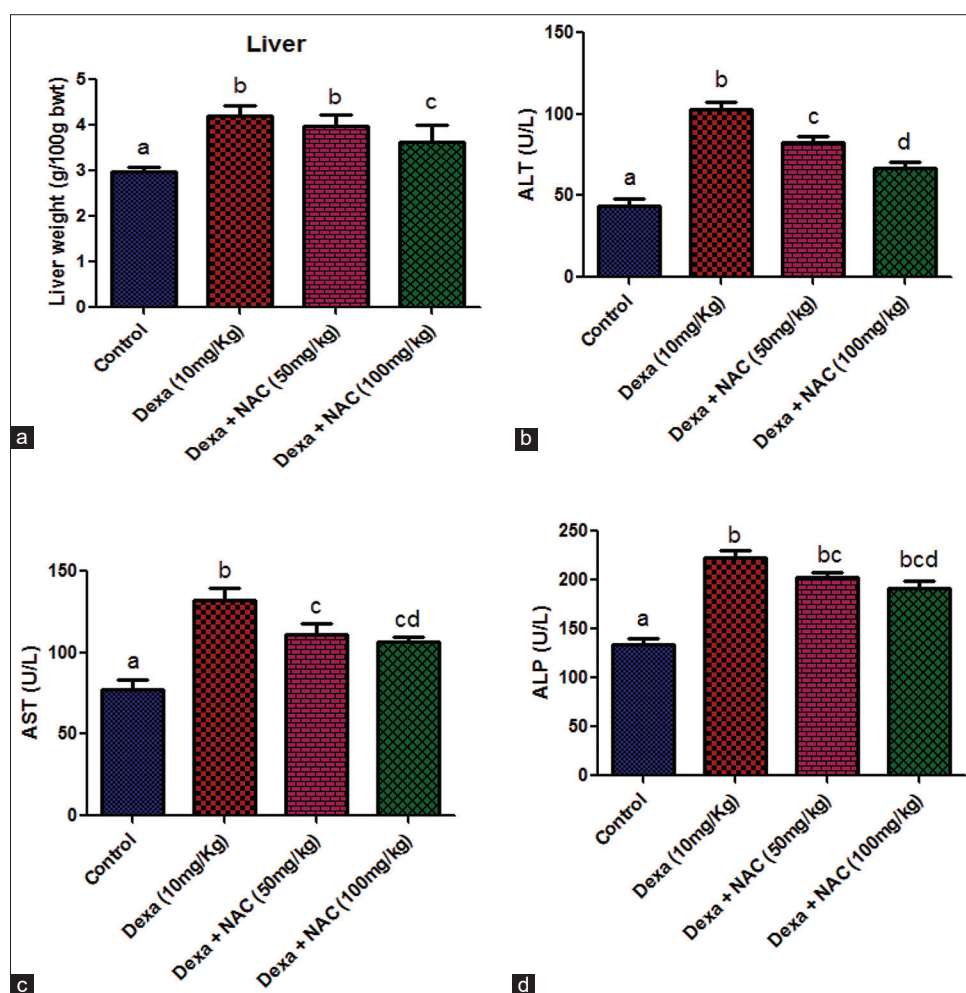 Liver
Liver weight (g/100g bwt)
5
4
3
2
1
0
a
b
b
c
Control
Dexa (10mg/Kg)
Dexa + NAC (50mg/kg)
Dexa + NAC (100mg/kg)
a
ALT (U/L)
150
100
50
0
a
b
c
d
Control
Dexa (10mg/Kg)
Dexa + NAC (50mg/kg)
Dexa + NAC (100mg/kg)
b
AST (U/L)
150
100
50
0
a
b
c
cd
Control
Dexa (10mg/Kg)
Dexa + NAC (50mg/kg)
Dexa + NAC (100mg/kg)
c
ALP (U/L)
250
200
150
100
50
0
a
b
bc
bcd
Control
Dexa (10mg/Kg)
Dexa + NAC (50mg/kg)
Dexa + NAC (100mg/kg)
d